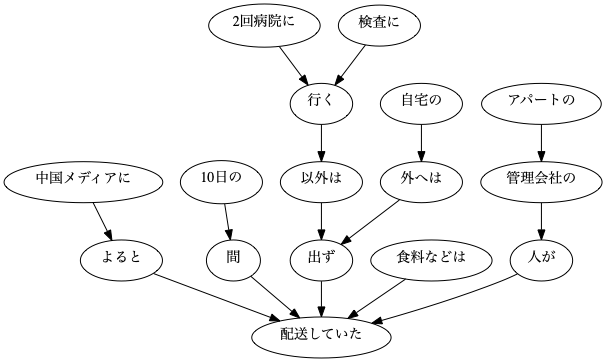 2回病院に
検査に
行く
自宅の
アパートの
中国メディアに
10日の
以外は
外へは
管理会社の
よると
間
出ず
食料などは
人が
配送していた